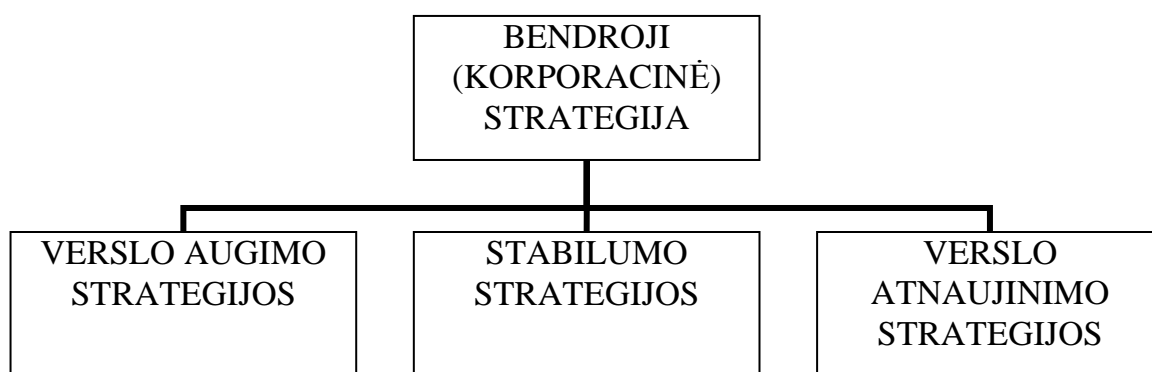 BENDROJI
(KORPORACINĖ)
STRATEGIJA
VERSLO AUGIMO
STRATEGIJOS
STABILUMO
STRATEGIJOS
VERSLO
ATNAUJINIMO
STRATEGIJOS